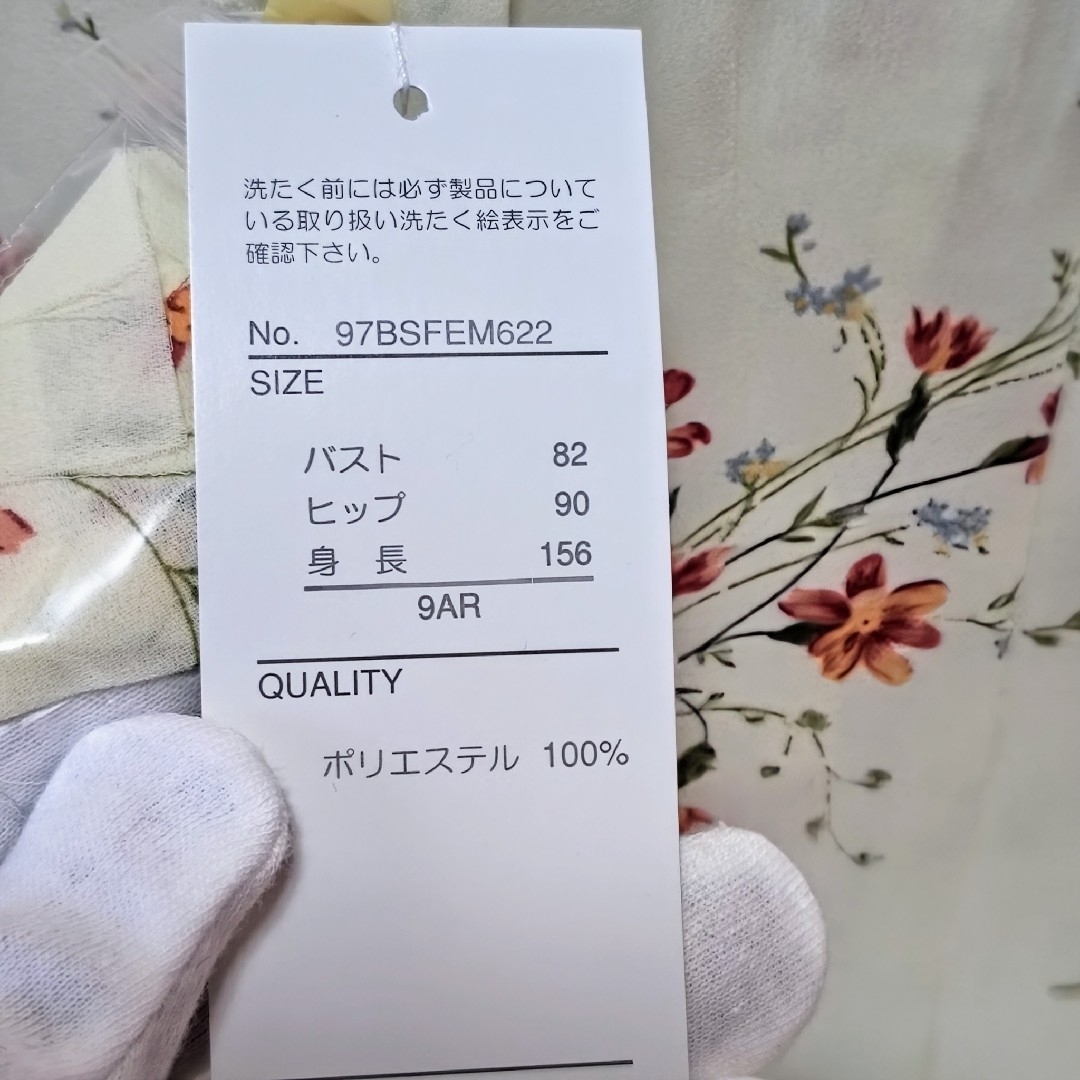 洗たく前には必ず製品について
いる取り扱い洗たく絵表示をご
確認下さい。
No. 97BSFEM622
SIZE
バスト 82
ヒップ 90
身 長 156
9AR
QUALITY
ポリエステル 100%